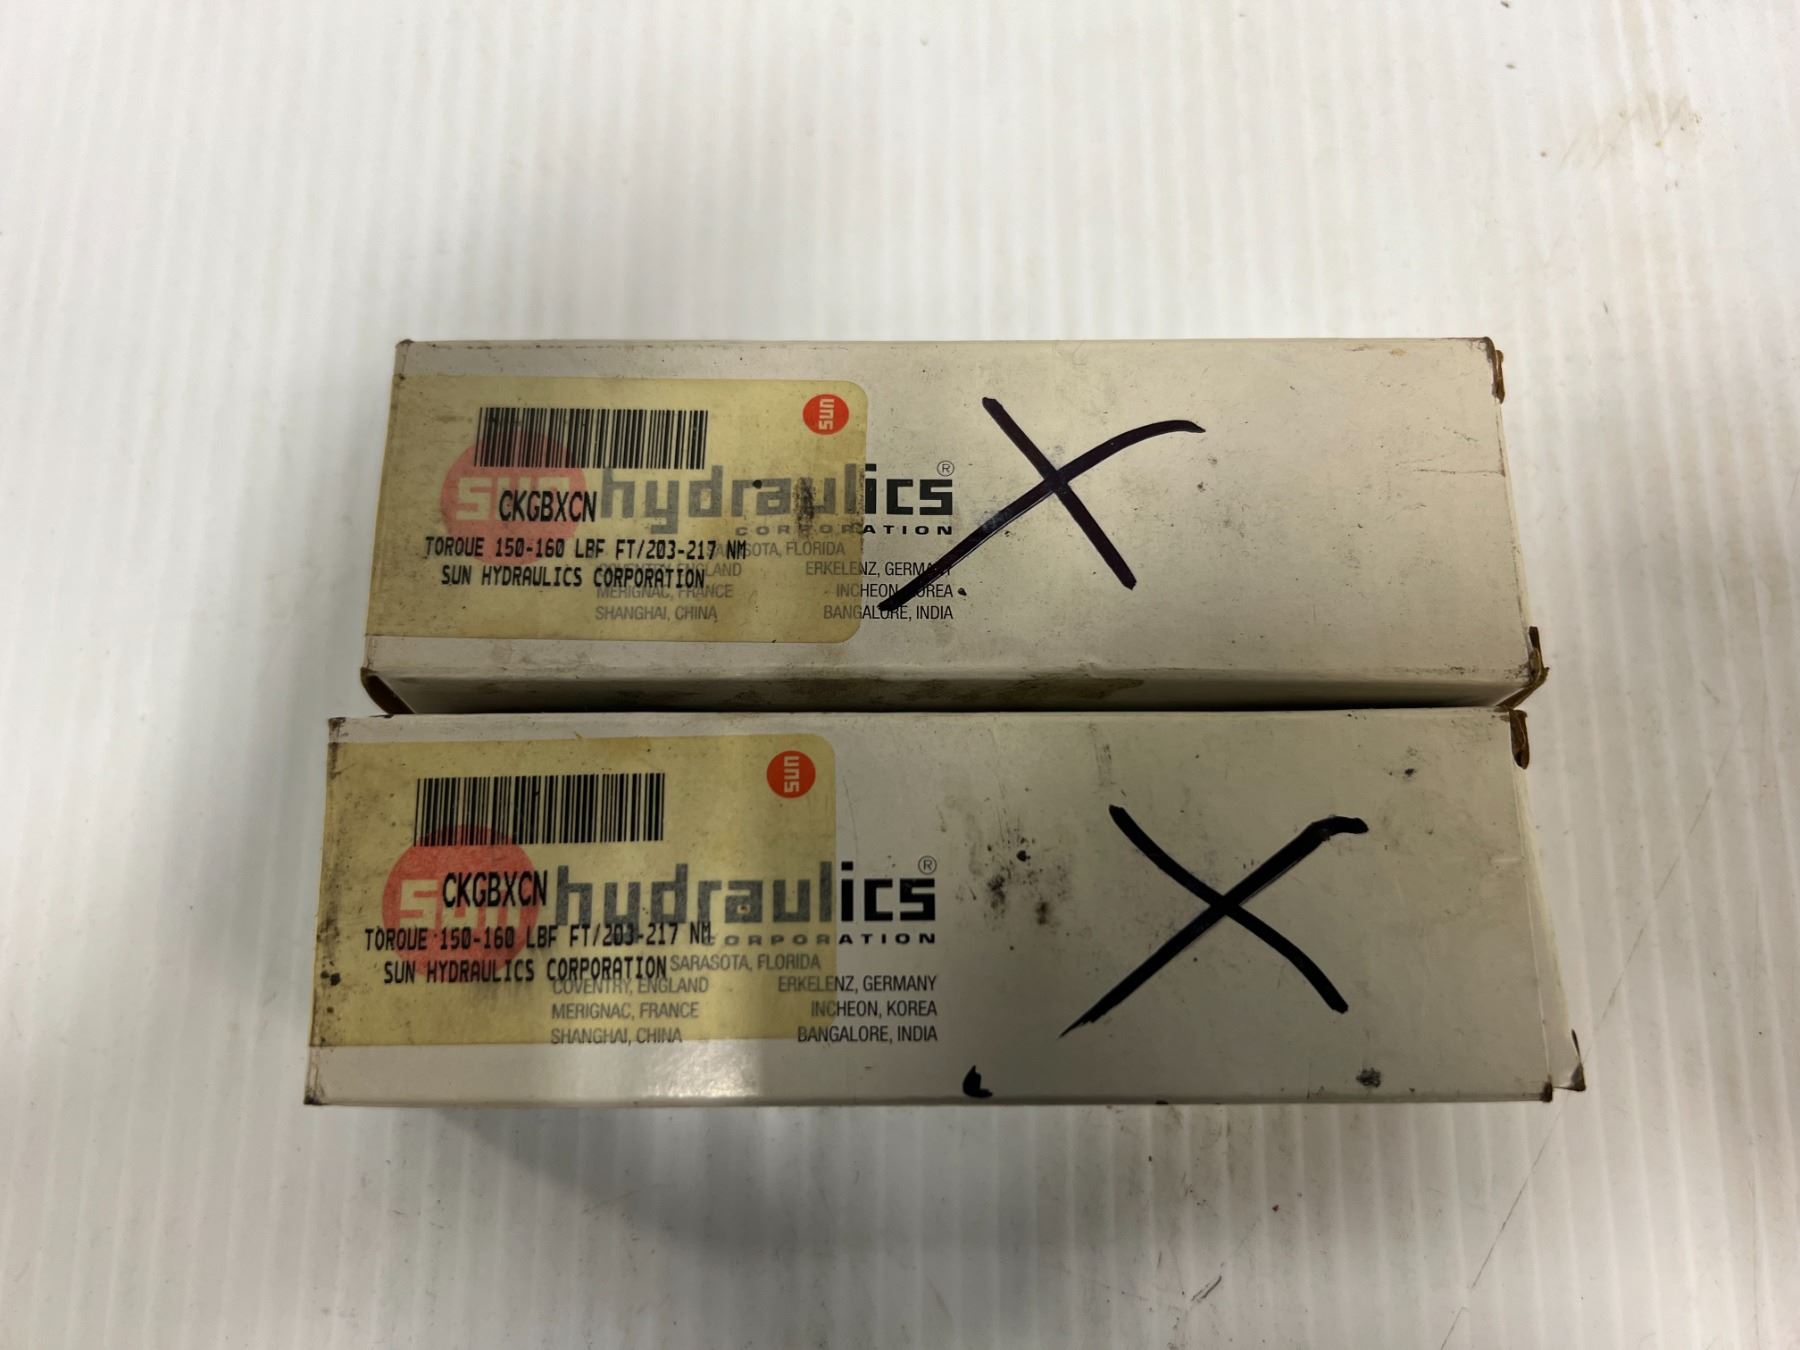 sun
sun hydraulics®
CORPORATION
CKGBXCN
TORQUE 150-160 LBF FT/203-217 NM
SUN HYDRAULICS CORPORATION
SARASOTA, FLORIDA
COVENTRY, ENGLAND ERKELENZ, GERMANY
MERIGNAC, FRANCE INCHEON, KOREA
SHANGHAI, CHINA BANGALORE, INDIA
X
sun
sun hydraulics®
CORPORATION
CKGBXCN
TORQUE 150-160 LBF FT/203-217 NM
SUN HYDRAULICS CORPORATION
SARASOTA, FLORIDA
COVENTRY, ENGLAND ERKELENZ, GERMANY
MERIGNAC, FRANCE INCHEON, KOREA
SHANGHAI, CHINA BANGALORE, INDIA
X